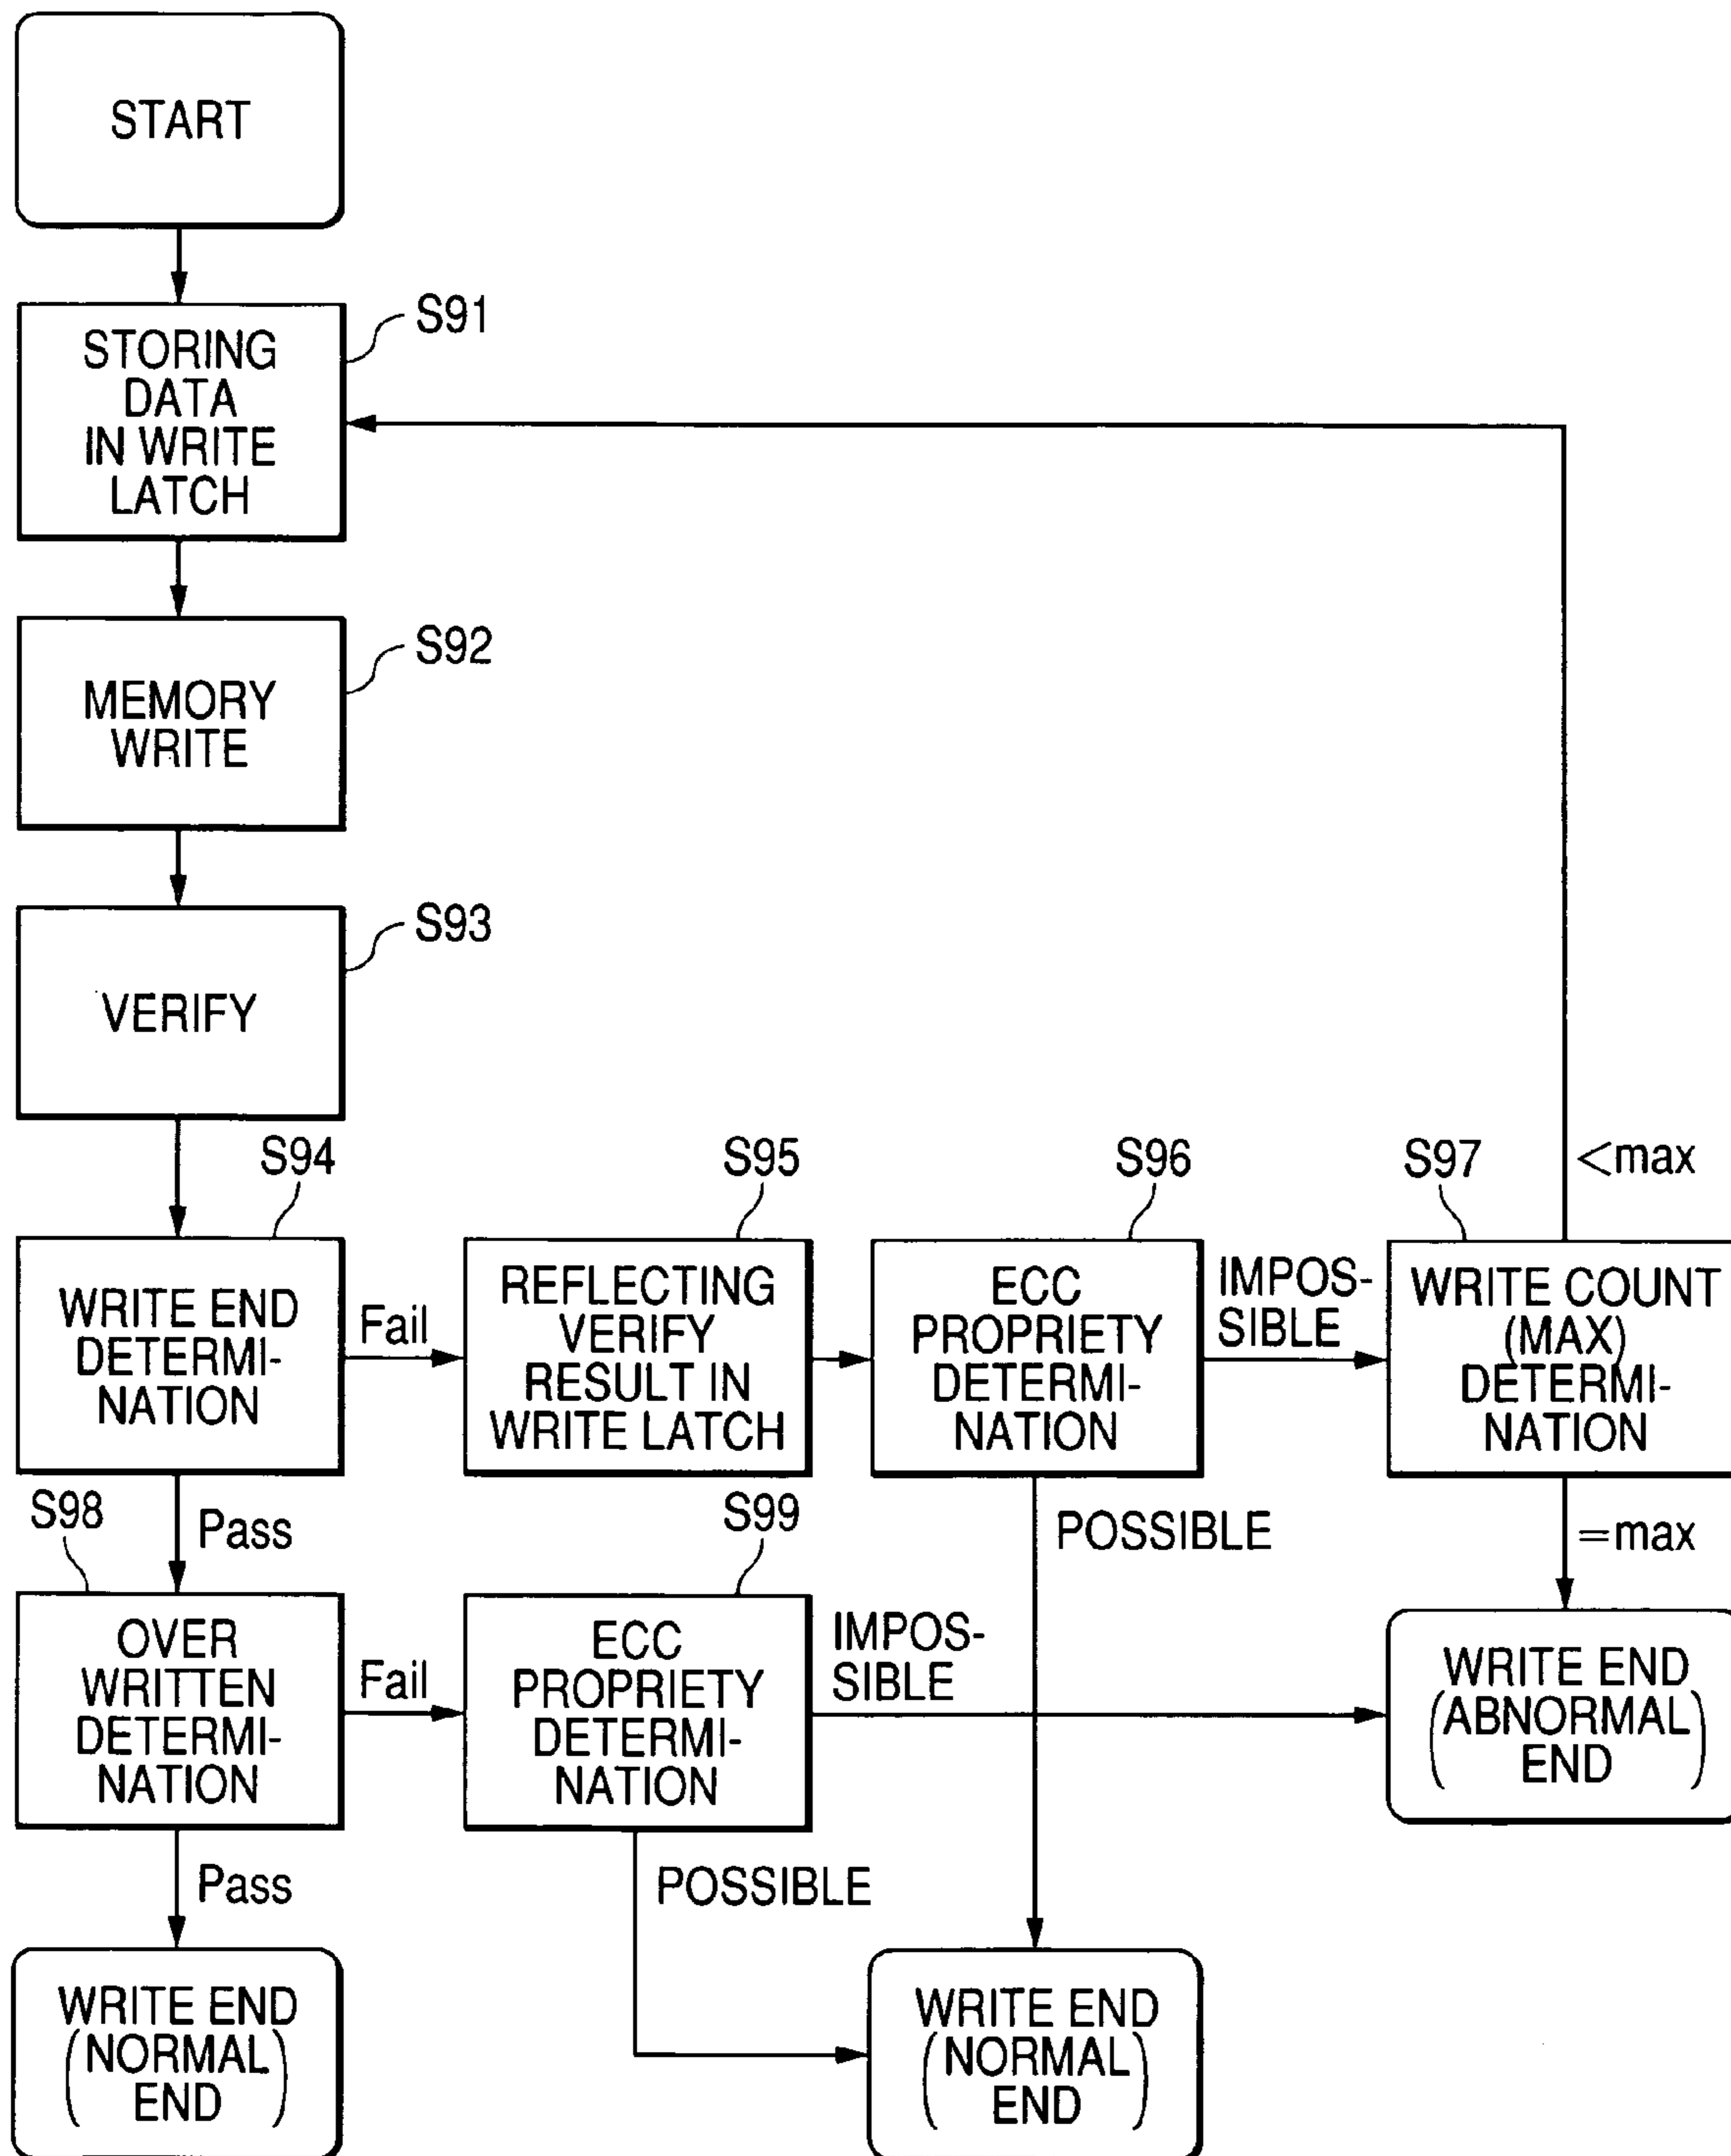 START
S91
STORING
DATA
IN WRITE
LATCH
S92
MEMORY
WRITE
S93
VERIFY
S94
S95
S96
S97
<max
WRITE END
DETERMI-
NATION
Fail
REFLECTING
VERIFY
RESULT IN
WRITE LATCH
ECC
PROPRIETY
DETERMI-
NATION
IMPOS-
SIBLE
WRITE COUNT
(MAX)
DETERMI-
NATION
S98
Pass
S99
POSSIBLE
=max
OVER
WRITTEN
DETERMI-
NATION
Fail
ECC
PROPRIETY
DETERMI-
NATION
IMPOS-
SIBLE
WRITE END
(ABNORMAL
END)
Pass
POSSIBLE
WRITE END
(NORMAL
END)
WRITE END
(NORMAL
END)